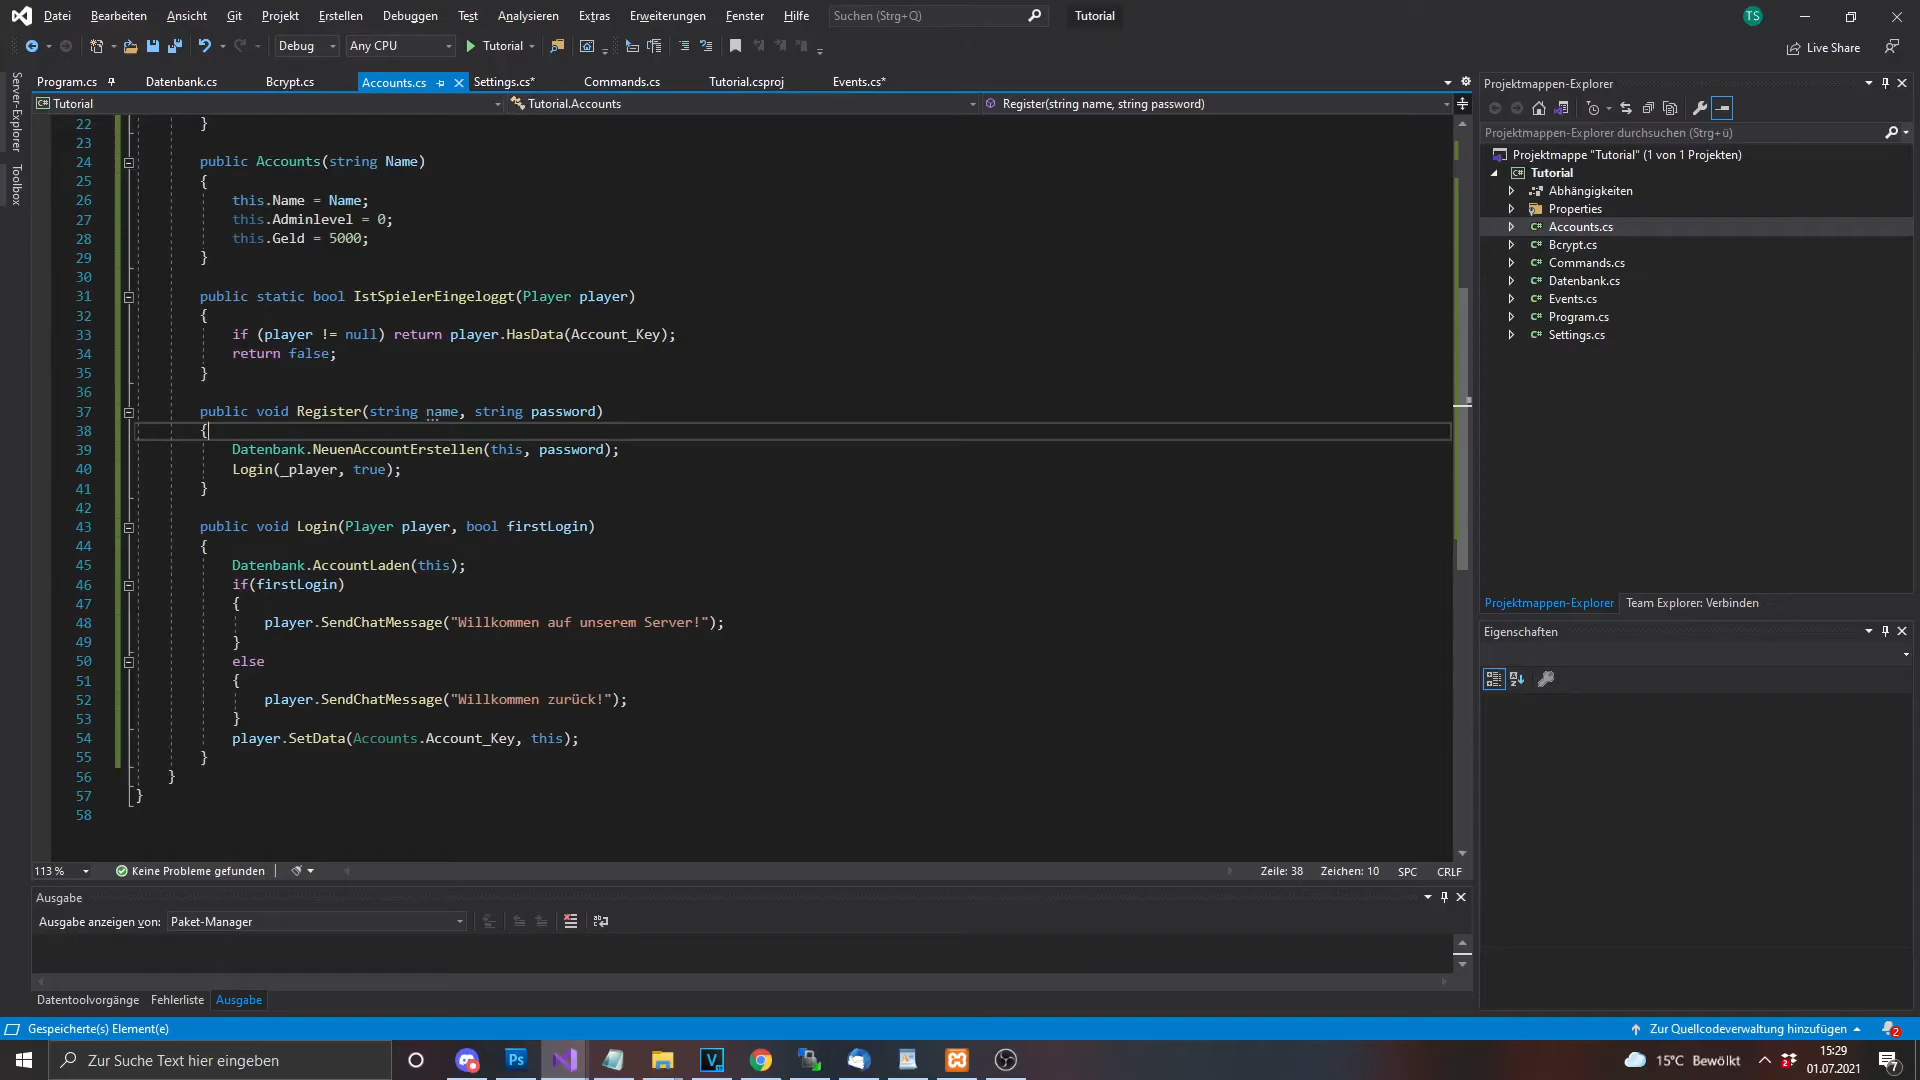 Datei Bearbeiten Ansicht Git Projekt Erstellen Debuggen Test Analysieren Extras Erweiterungen Fenster Hilfe Suchen (Strg+Q) Tutorial TS
Debug Any CPU Tutorial Live Share
Program.cs Datenbank.cs Bcrypt.cs Accounts.cs Settings.cs* Commands.cs Tutorial.csproj Events.cs*
Tutorial Tutorial.Accounts Register(string name, string password)
Server-Explorer
Toolbox
22 }
23
24 public Accounts(string Name)
25 {
26 this.Name = Name;
27 this.Adminlevel = 0;
28 this.Geld = 5000;
29 }
30
31 public static bool IstSpielerEingeloggt(Player player)
32 {
33 if (player != null) return player.HasData(Account_Key);
34 return false;
35 }
36
37 public void Register(string name, string password)
38 {
39 Datenbank.NeuenAccountErstellen(this, password);
40 Login(_player, true);
41 }
42
43 public void Login(Player player, bool firstLogin)
44 {
45 Datenbank.AccountLaden(this);
46 if(firstLogin)
47 {
48 player.SendChatMessage("Willkommen auf unserem Server!");
49 }
50 else
51 {
52 player.SendChatMessage("Willkommen zurück!");
53 }
54 player.SetData(Accounts.Account_Key, this);
55 }
56 }
57 }
58
113 % Keine Probleme gefunden Zeile: 38 Zeichen: 10 SPC CRLF
Ausgabe
Ausgabe anzeigen von: Paket-Manager
Datentoolvorgänge Fehlerliste Ausgabe
Projektmappen-Explorer
Projektmappen-Explorer durchsuchen (Strg+ü)
Projektmappe "Tutorial" (1 von 1 Projekten)
C# Tutorial
Abhängigkeiten
Properties
C# Accounts.cs
C# Bcrypt.cs
C# Commands.cs
C# Datenbank.cs
C# Events.cs
C# Program.cs
C# Settings.cs
Projektmappen-Explorer Team Explorer: Verbinden
Eigenschaften
Gespeicherte(s) Element(e) Zur Quellcodeverwaltung hinzufügen 2
Zur Suche Text hier eingeben Ps V 15°C Bewölkt 15:29 7
01.07.2021